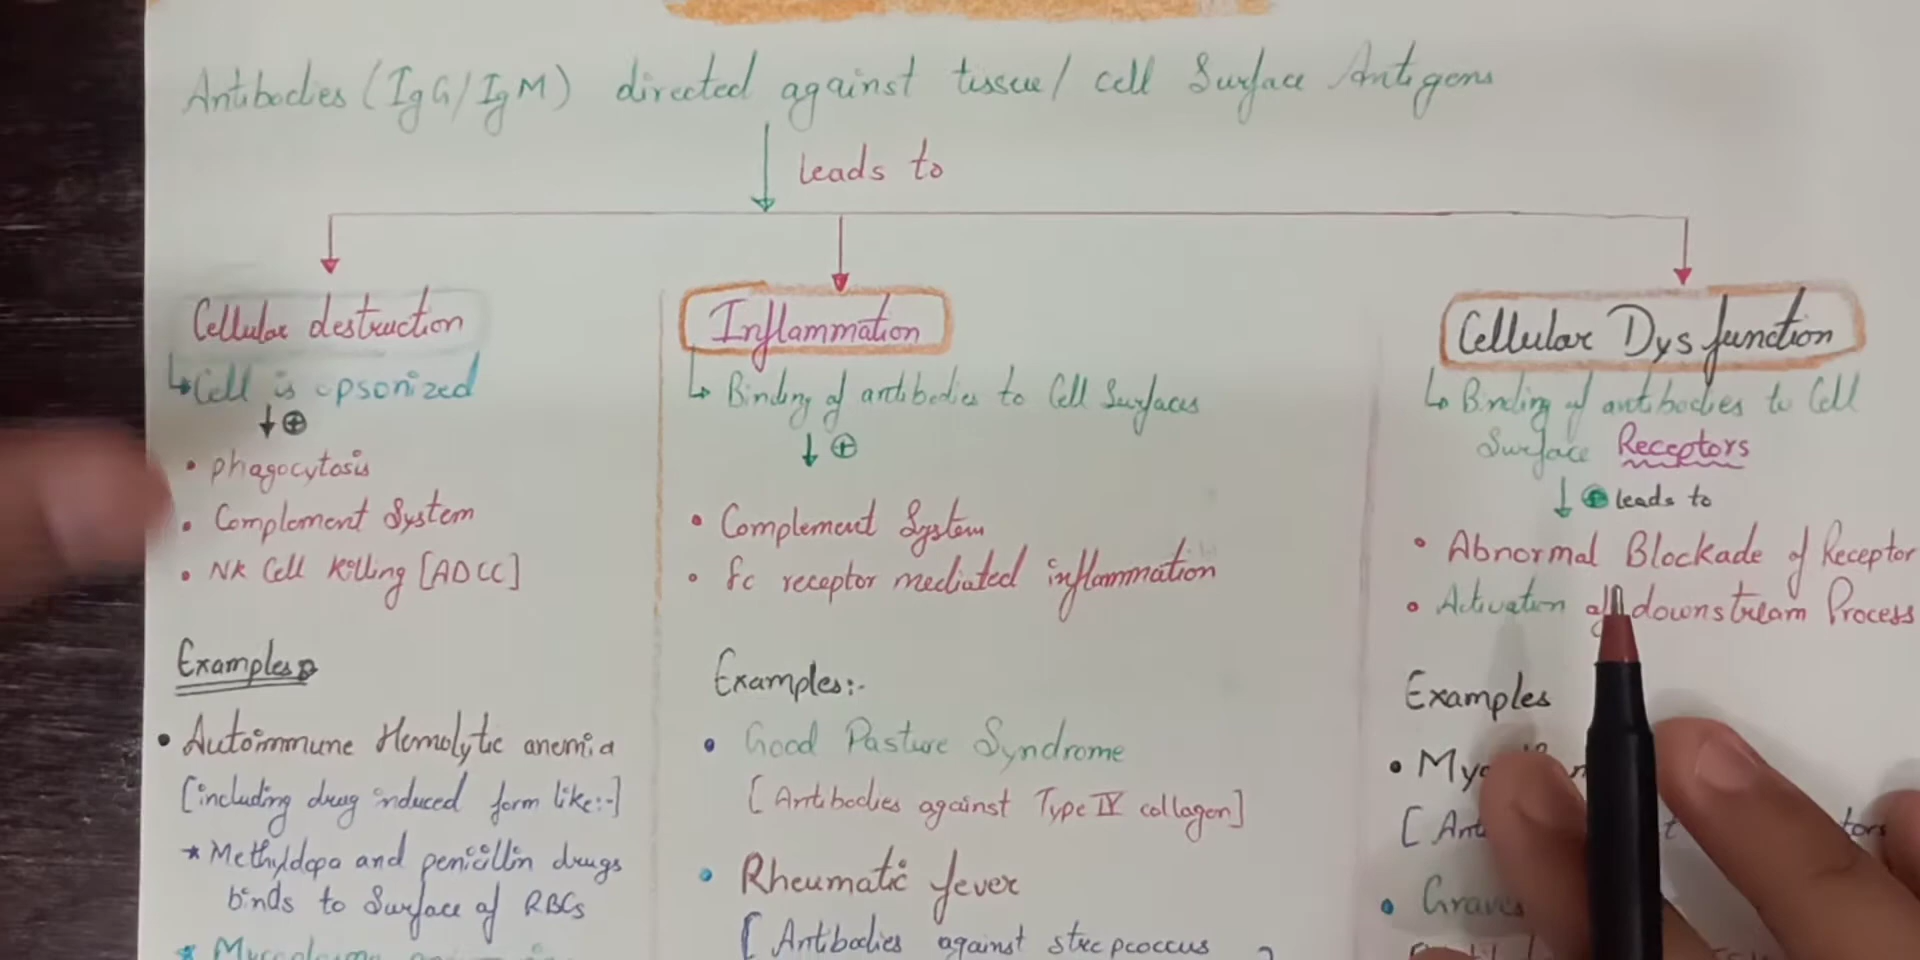 Antibodies (IgG/IgM) directed against tissue/ cell Surface Antigens
leads to
Cellular destruction
Cell is opsonized
phagocytosis
Complement System
NK Cell Killing [ADCC]
Examples
Autoimmune Hemolytic anemia
[including drug induced form like:-]
* Methyldopa and penicillin drugs
binds to Surface of RBCs
Inflammation
Binding of antibodies to Cell Surfaces
Complement System
Fc receptor mediated inflammation
Examples:-
Good Pasture Syndrome
[Antibodies against Type IV collagen]
Rheumatic fever
[Antibodies against
Cellular Dysfunction
Binding of antibodies to Cell
Surface Receptors
leads to
Abnormal Blockade of Receptor
Activation of downstream Process
Examples
Graves